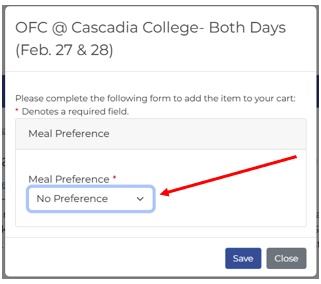 OFC @ Cascadia College- Both Days
(Feb. 27 & 28)
Please complete the following form to add the item to your cart:
* Denotes a required field.
Meal Preference
Meal Preference *
No Preference
Save Close